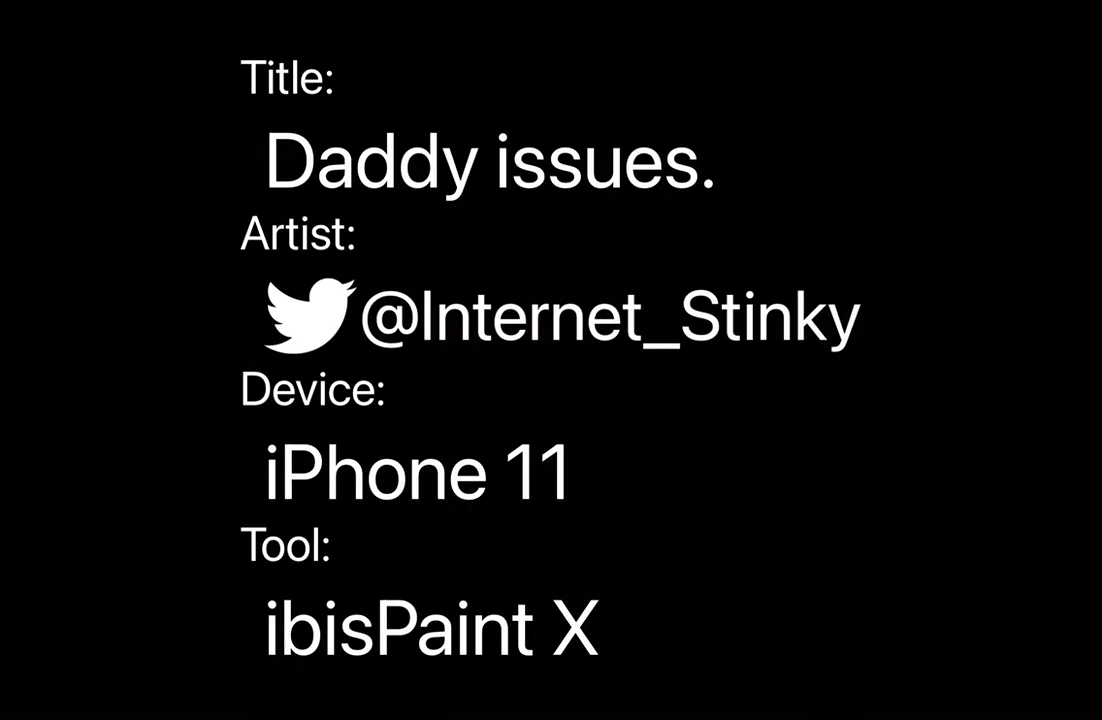 Title:
Daddy issues.
Artist:
@Internet_Stinky
Device:
iPhone 11
Tool:
ibisPaint X